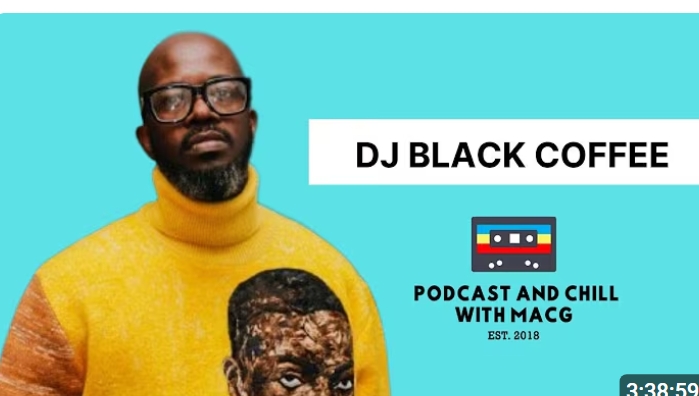 DJ BLACK COFFEE
PODCAST AND CHILL
WITH MACG
EST. 2018
3:38:59